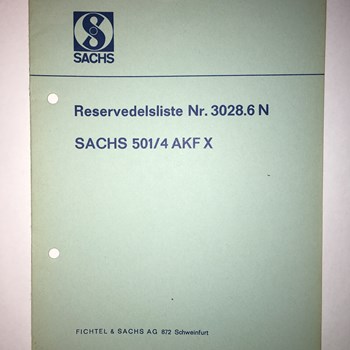 SACHS
Reservedelsliste Nr. 3028.6 N
SACHS 501/4 AKF X
FICHTEL & SACHS AG 872 Schweinfurt